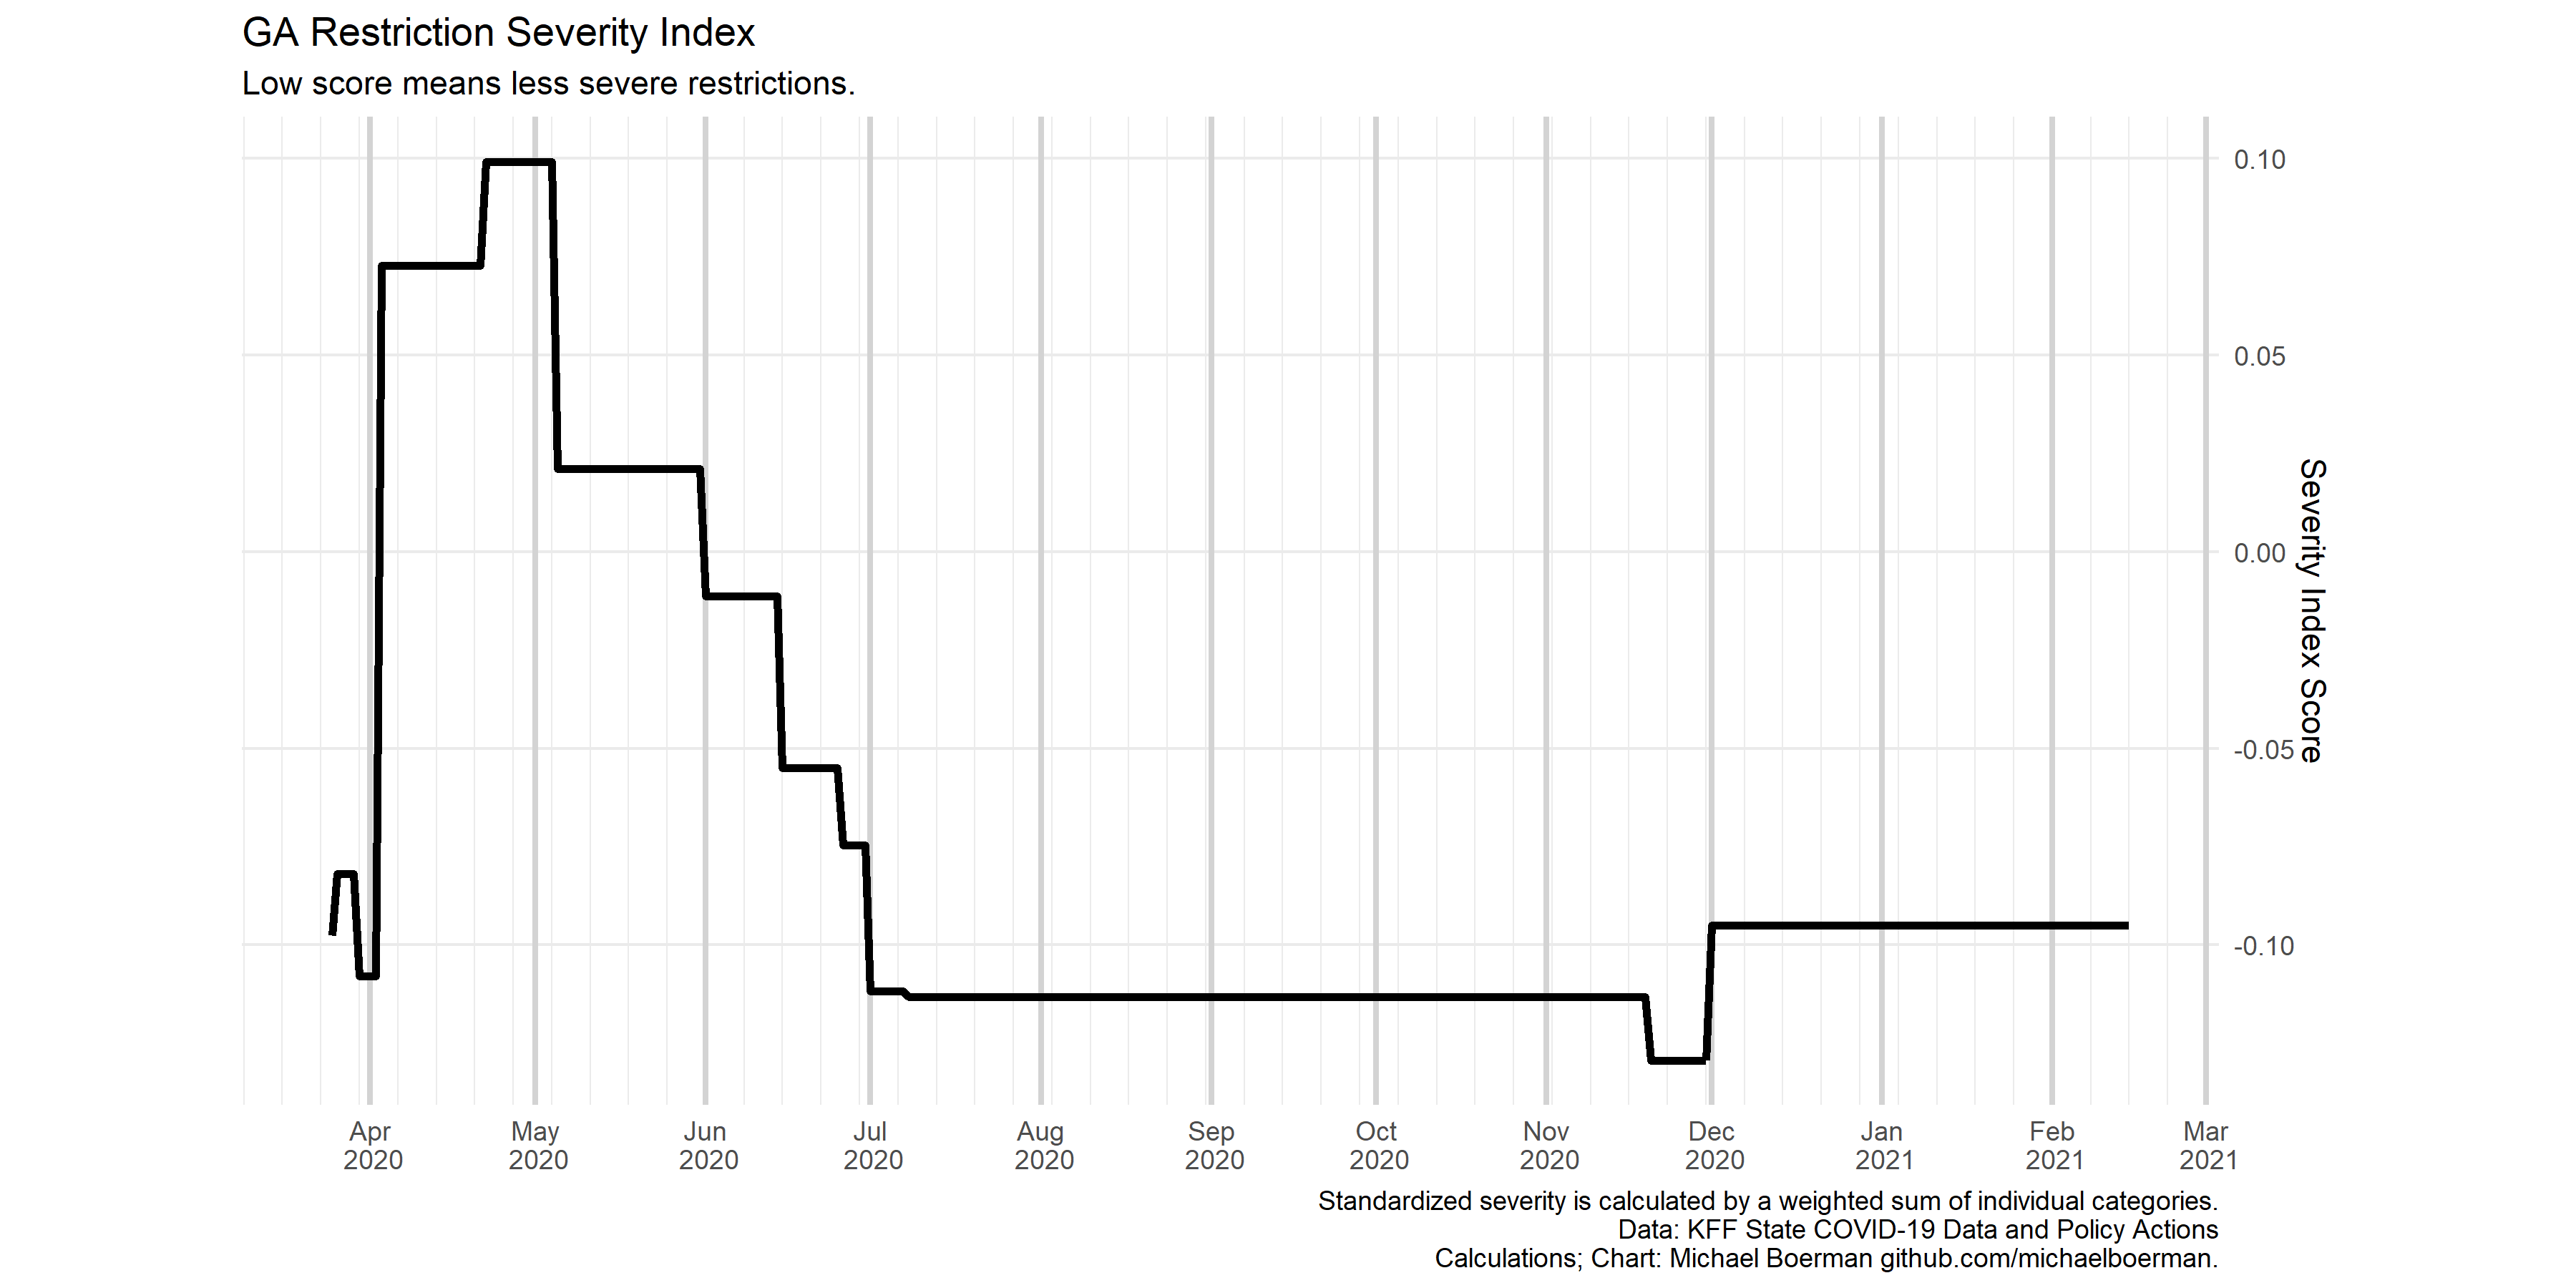 GA Restriction Severity Index
Low score means less severe restrictions.
0.10
0.05
0.00
-0.05
-0.10
Severity Index Score
Apr
2020
May
2020
Jun
2020
Jul
2020
Aug
2020
Sep
2020
Oct
2020
Nov
2020
Dec
2020
Jan
2021
Feb
2021
Mar
2021
Standardized severity is calculated by a weighted sum of individual categories.
Data: KFF State COVID-19 Data and Policy Actions
Calculations; Chart: Michael Boerman github.com/michaelboerman.